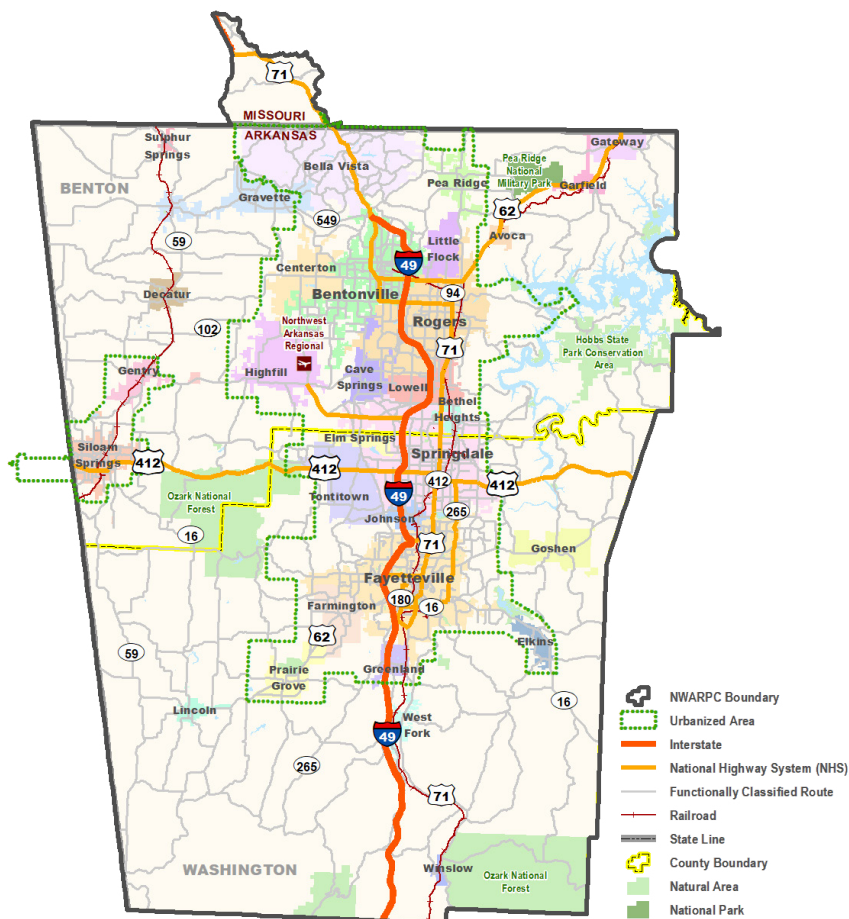 71
MISSOURI
ARKANSAS
Sulphur
Springs
Bella Vista
Gateway
Pea Ridge
National
Military Park
Pea Ridge
Garfield
BENTON
Gravette
62
549
Avoca
59
Little
Flock
49
Centerton
Bentonville
Decatur
94
Rogers
Northwest
Arkansas
Regional
102
71
Hobbs State
Park Conservation
Area
Gentry
Highfill
Cave
Springs
Lowell
Bethel
Heights
Elm Springs
Siloam
Springs
412
Springdale
412
412
412
Ozark National
Forest
Tontitown
49
265
Johnson
16
71
Goshen
Fayetteville
180
16
Farmington
62
Elkins
59
Prairie
Grove
Greenland
16
Lincoln
West
Fork
49
265
71
WASHINGTON
Winslow
Ozark National
Forest
NWARPC Boundary
Urbanized Area
Interstate
National Highway System (NHS)
Functionally Classified Route
Railroad
State Line
County Boundary
Natural Area
National Park